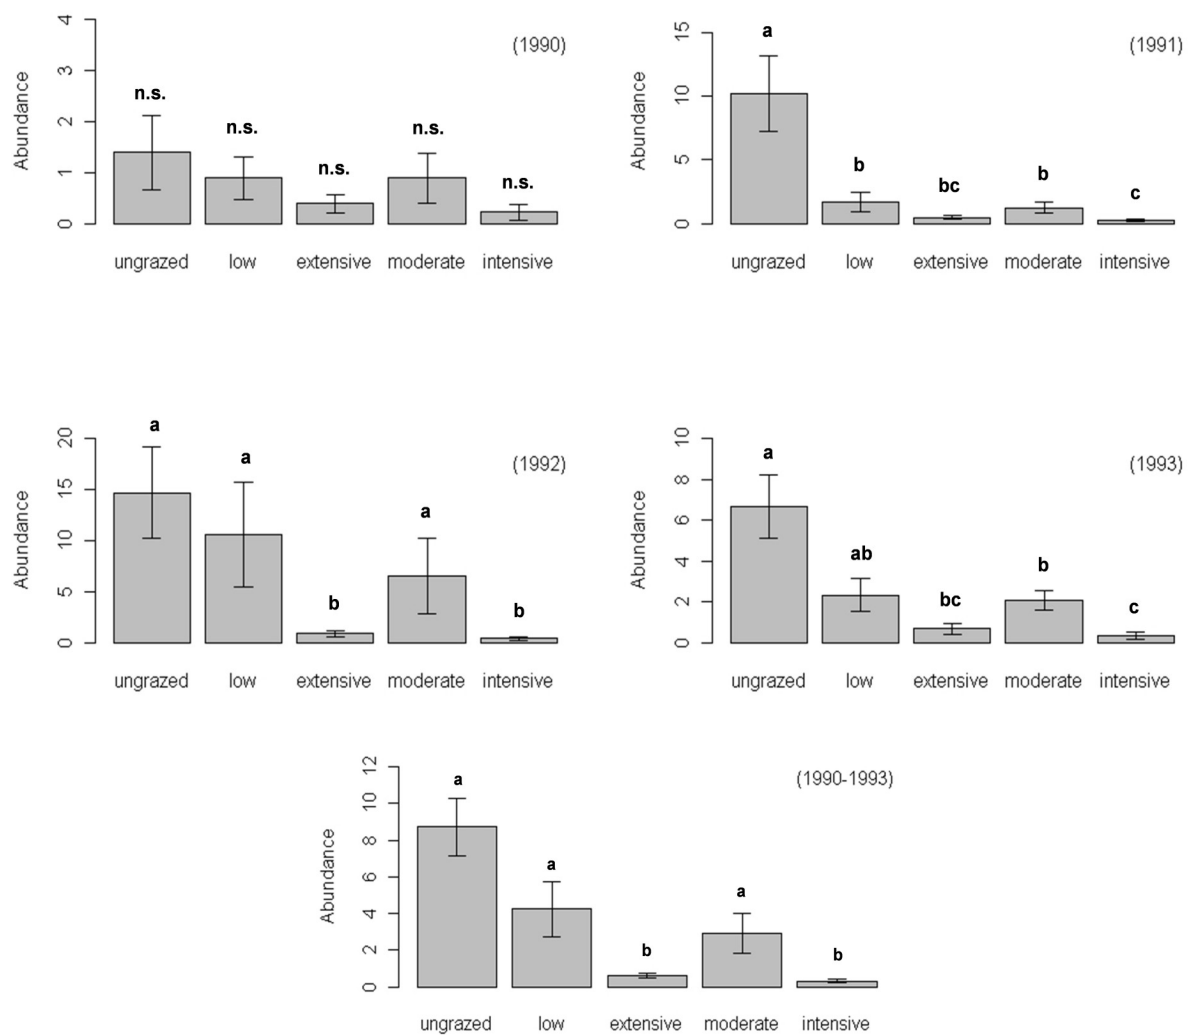 (1990)
Abundance
4
3
2
1
0
n.s.
n.s.
n.s.
n.s.
n.s.
ungrazed low extensive moderate intensive
(1991)
Abundance
15
10
5
0
a
b
bc
b
c
ungrazed low extensive moderate intensive
(1992)
Abundance
20
15
10
5
0
a
a
b
a
b
ungrazed low extensive moderate intensive
(1993)
Abundance
10
8
6
4
2
0
a
ab
bc
b
c
ungrazed low extensive moderate intensive
(1990-1993)
Abundance
12
10
8
6
4
2
0
a
a
b
a
b
ungrazed low extensive moderate intensive